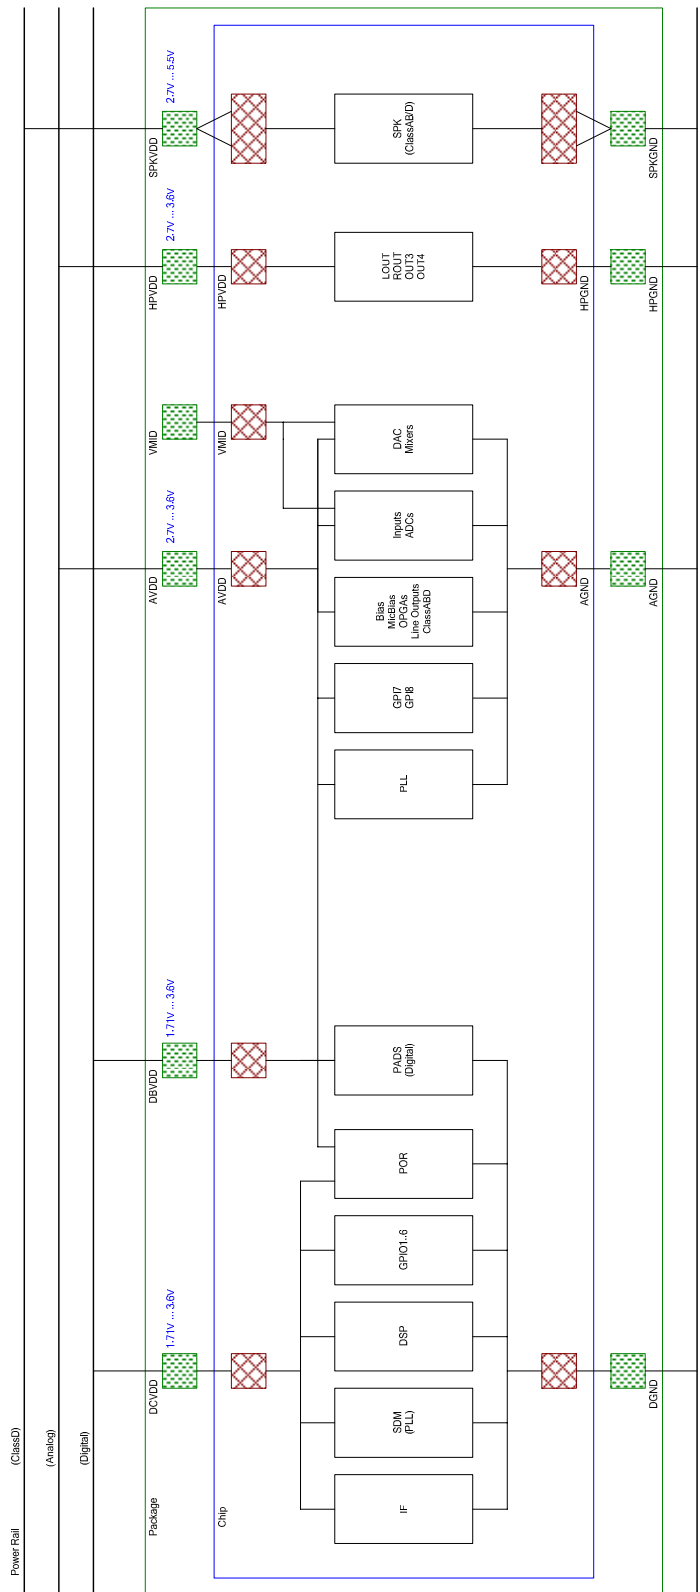 Power Rail
(ClassD)
(Analog)
(Digital)
Package
DCVDD
1.71V ... 3.6V
DBVDD
1.71V ... 3.6V
AVDD
2.7V ... 3.6V
VMID
HPVDD
2.7V ... 3.6V
SPKVDD
2.7V ... 5.5V
Chip
AVDD
VMID
HPVDD
IF
SDM
(PLL)
DSP
GPIO1..6
POR
PADS
(Digital)
PLL
GPI7
GPI8
Bias
MicBias
OPGAs
Line Outputs
ClassABD
Inputs
ADCs
DAC
Mixers
LOUT
ROUT
OUT3
OUT4
SPK
(ClassAB/D)
AGND
HPGND
DGND
AGND
HPGND
SPKGND